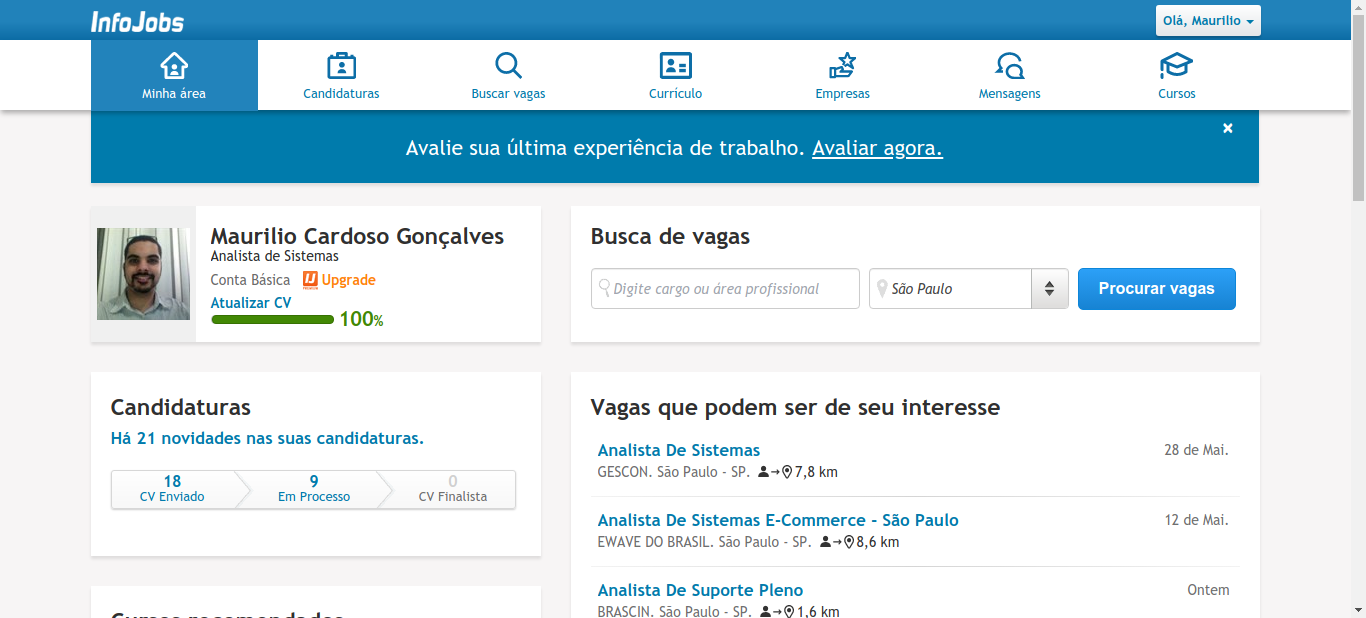 InfoJobs
Olá, Maurilio
Minha área
Candidaturas
Buscar vagas
Currículo
Empresas
Mensagens
Cursos
Avalie sua última experiência de trabalho. Avaliar agora.
Maurilio Cardoso Gonçalves
Analista de Sistemas
Conta Básica Upgrade
Atualizar CV
100%
Busca de vagas
Digite cargo ou área profissional
São Paulo
Procurar vagas
Candidaturas
Há 21 novidades nas suas candidaturas.
18
CV Enviado
9
Em Processo
0
CV Finalista
Vagas que podem ser de seu interesse
Analista De Sistemas
28 de Mai.
GESCON. São Paulo - SP. 7,8 km
Analista De Sistemas E-Commerce - São Paulo
12 de Mai.
EWAVE DO BRASIL. São Paulo - SP. 8,6 km
Analista De Suporte Pleno
Ontem
BRASCIN. São Paulo - SP. 1,6 km
Cursos recomendados